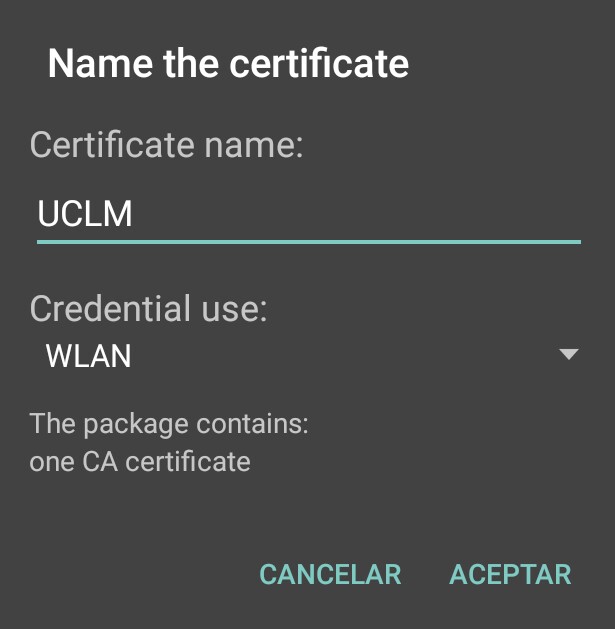 Name the certificate
Certificate name:
UCLM
Credential use:
WLAN
The package contains:
one CA certificate
CANCELAR ACEPTAR